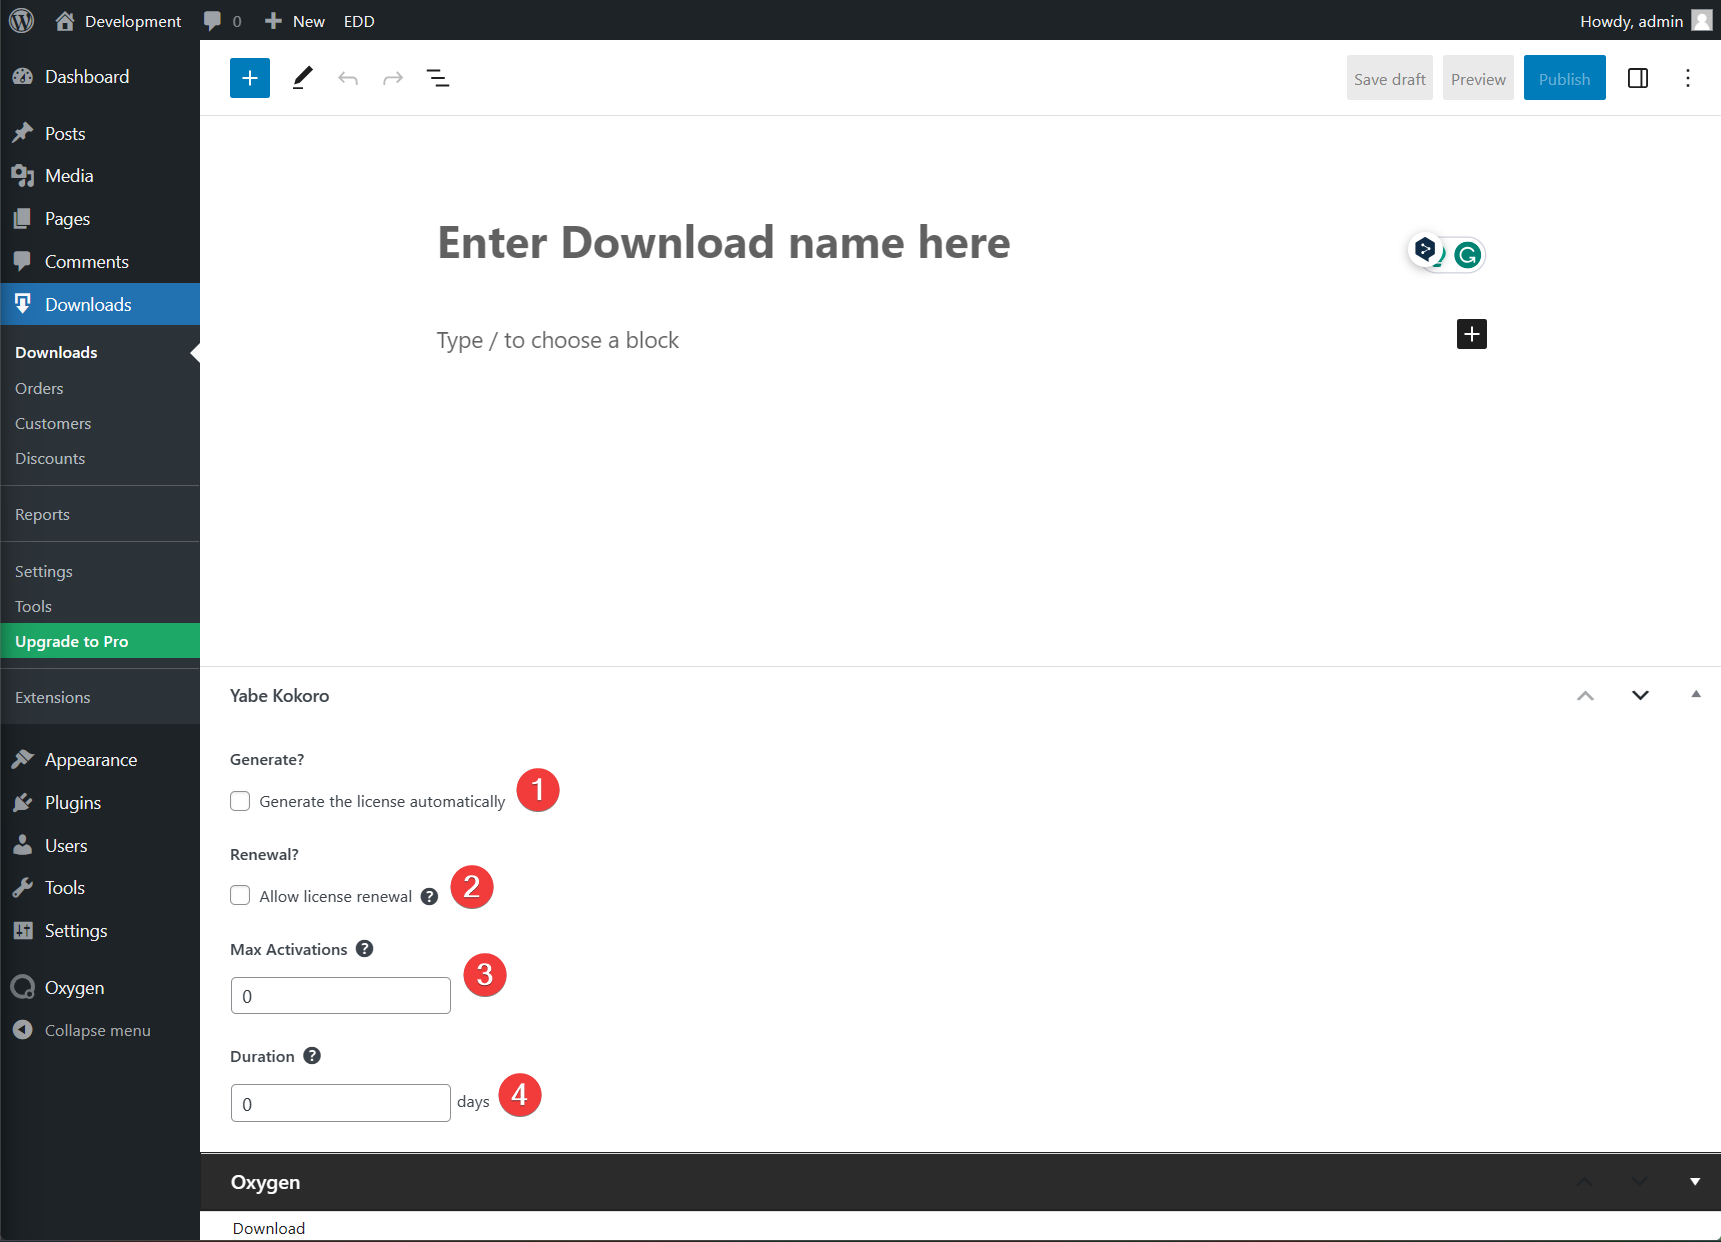 Development
0
New
EDD
Howdy, admin
Dashboard
Posts
Media
Pages
Comments
Downloads
Downloads
Orders
Customers
Discounts
Reports
Settings
Tools
Upgrade to Pro
Extensions
Appearance
Plugins
Users
Tools
Settings
Oxygen
Collapse menu
Save draft
Preview
Publish
Enter Download name here
Type / to choose a block
Yabe Kokoro
Generate?
Generate the license automatically
1
Renewal?
Allow license renewal ?
2
Max Activations ?
3
0
Duration ?
0
days
4
Oxygen
Download